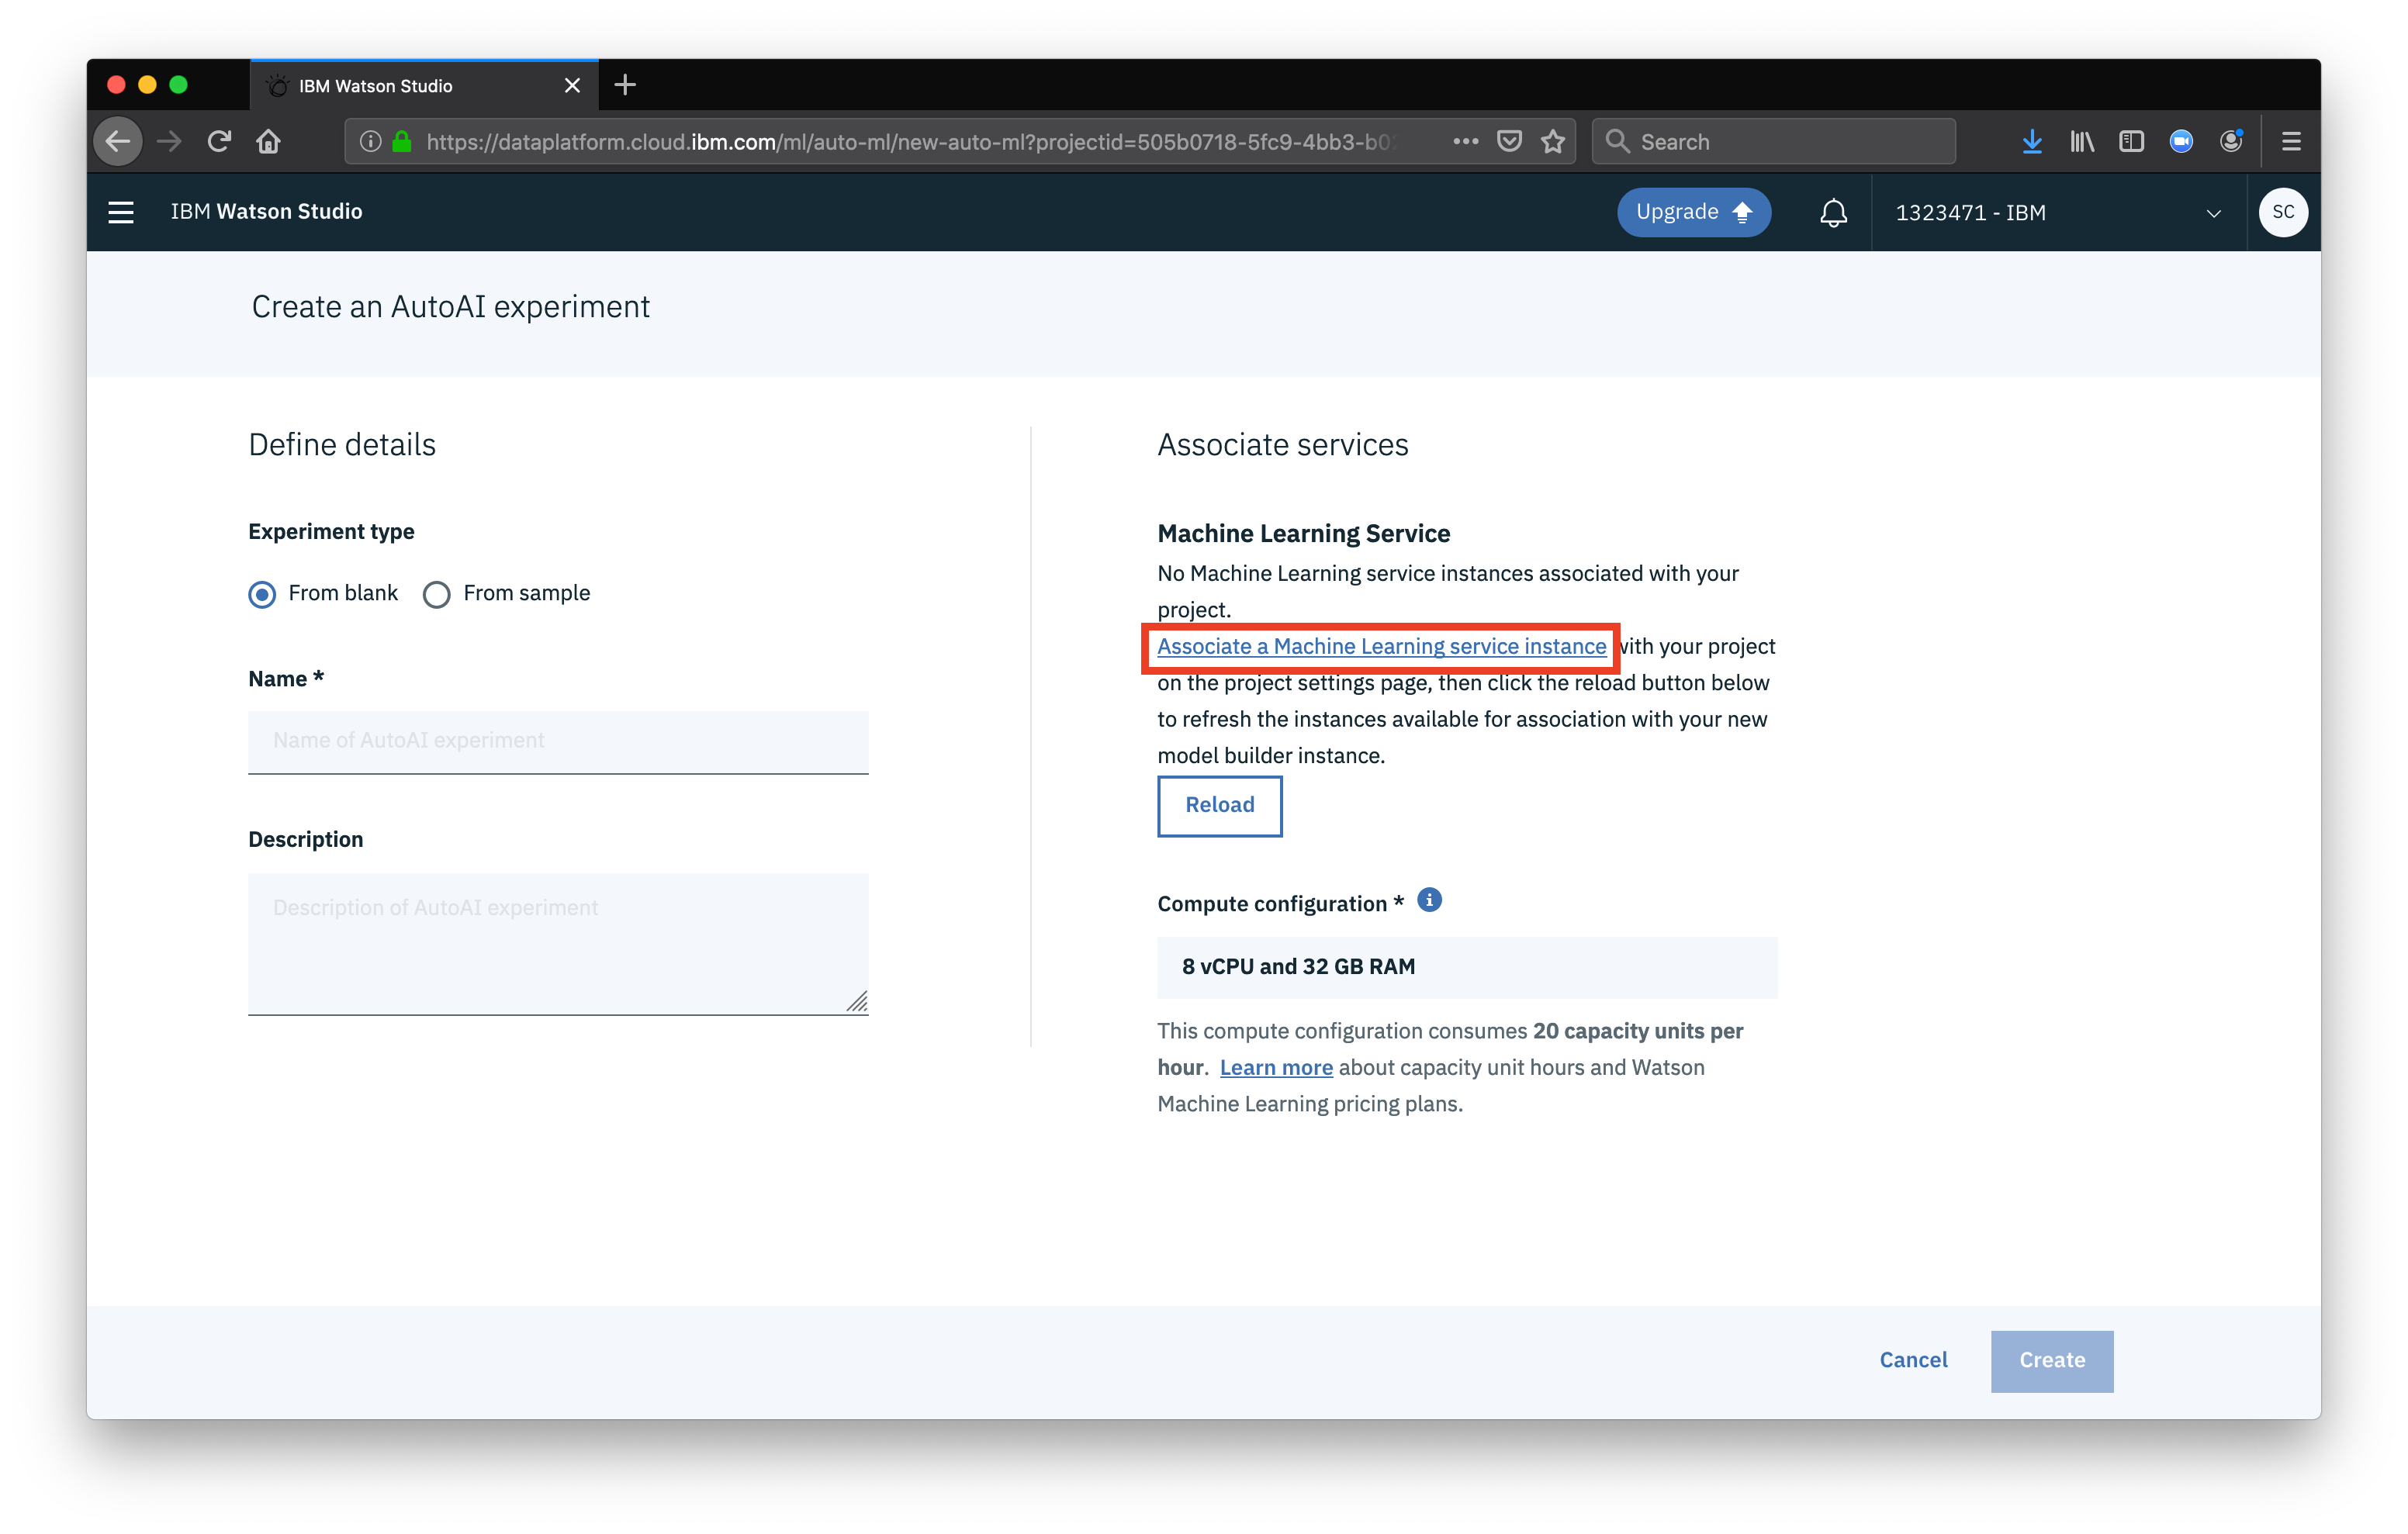 IBM Watson Studio
https://dataplatform.cloud.ibm.com/ml/auto-ml/new-auto-ml?projectid=505b0718-5fc9-4bb3-b02
Search
IBM Watson Studio
Upgrade
1323471 - IBM
SC
Create an AutoAI experiment
Define details
Experiment type
From blank
From sample
Name *
Name of AutoAI experiment
Description
Description of AutoAI experiment
Associate services
Machine Learning Service
No Machine Learning service instances associated with your
project.
Associate a Machine Learning service instance with your project
on the project settings page, then click the reload button below
to refresh the instances available for association with your new
model builder instance.
Reload
Compute configuration *
8 vCPU and 32 GB RAM
This compute configuration consumes 20 capacity units per
hour. Learn more about capacity unit hours and Watson
Machine Learning pricing plans.
Cancel
Create